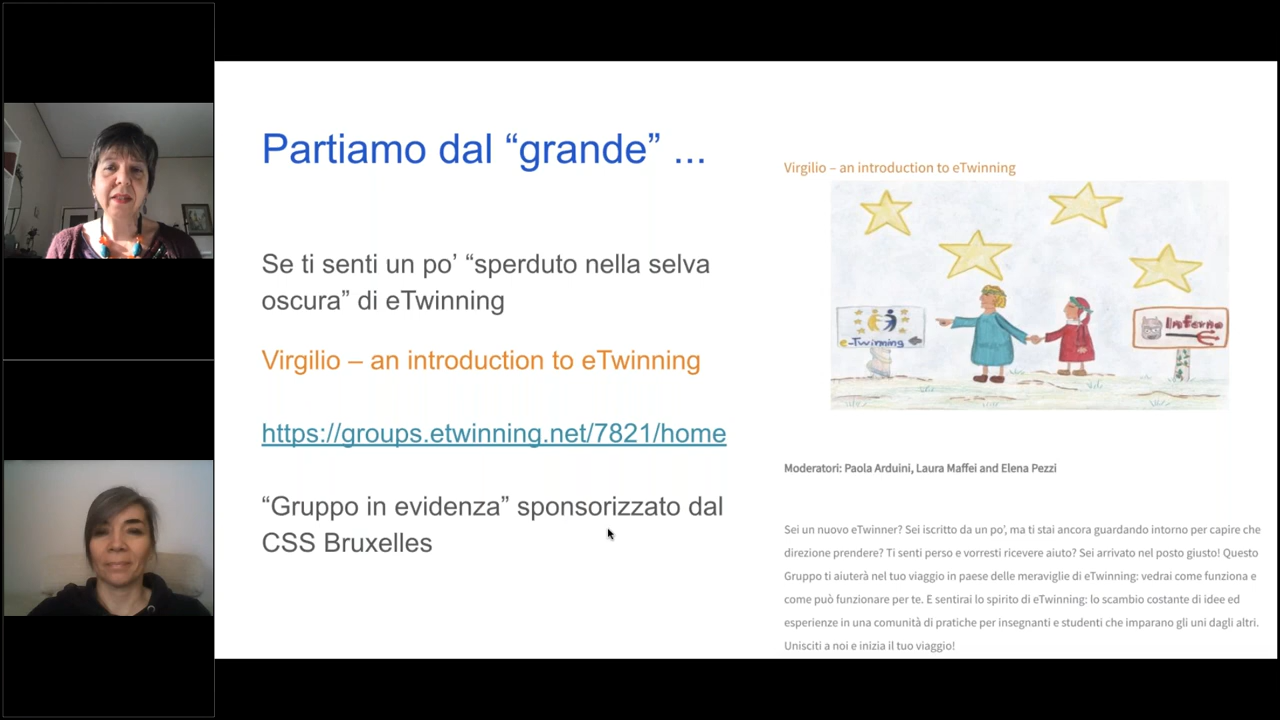 Partiamo dal “grande” ...
Se ti senti un po’ “sperduto nella selva
oscura” di eTwinning
Virgilio – an introduction to eTwinning
https://groups.etwinning.net/7821/home
“Gruppo in evidenza” sponsorizzato dal
CSS Bruxelles
Virgilio – an introduction to eTwinning
e-Twinning
Inferno
Moderatori: Paola Arduini, Laura Maffei and Elena Pezzi
Sei un nuovo eTwinner? Sei iscritto da un po’, ma ti stai ancora guardando intorno per capire che
direzione prendere? Ti senti perso e vorresti ricevere aiuto? Sei arrivato nel posto giusto! Questo
Gruppo ti aiuterà nel tuo viaggio in paese delle meraviglie di eTwinning: vedrai come funziona e
come può funzionare per te. E sentirai lo spirito di eTwinning: lo scambio costante di idee ed
esperienze in una comunità di pratiche per insegnanti e studenti che imparano gli uni dagli altri.
Unisciti a noi e inizia il tuo viaggio!